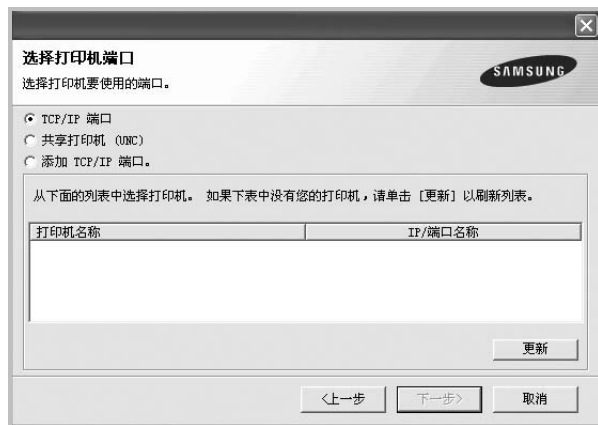 选择打印机端口
选择打印机要使用的端口。
SAMSUNG
TCP/IP 端口
共享打印机 (UNC)
添加 TCP/IP 端口。
从下面的列表中选择打印机。 如果下表中没有您的打印机，请单击 [更新] 以刷新列表。
打印机名称 IP/端口名称
更新
<上一步 下一步> 取消